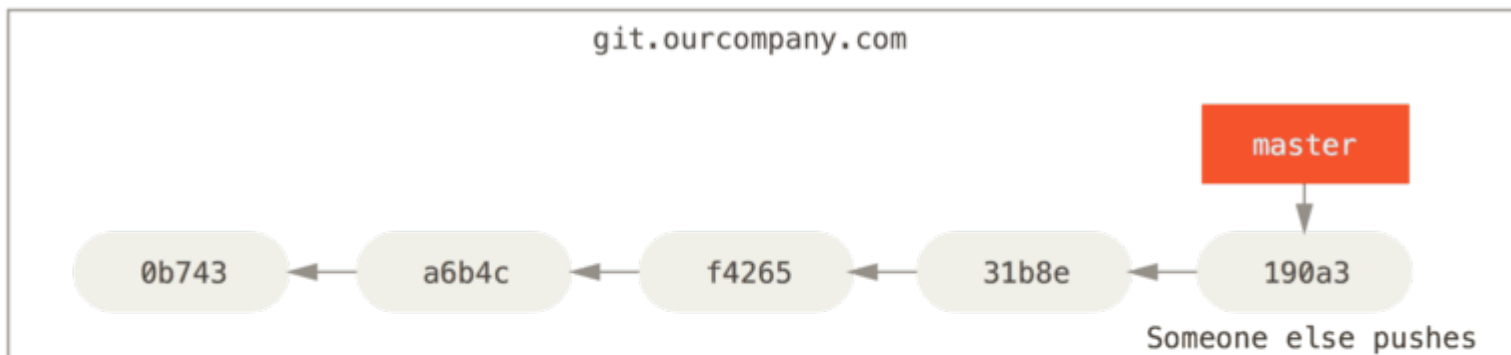 git.ourcompany.com
master
0b743 a6b4c f4265 31b8e 190a3
Someone else pushes